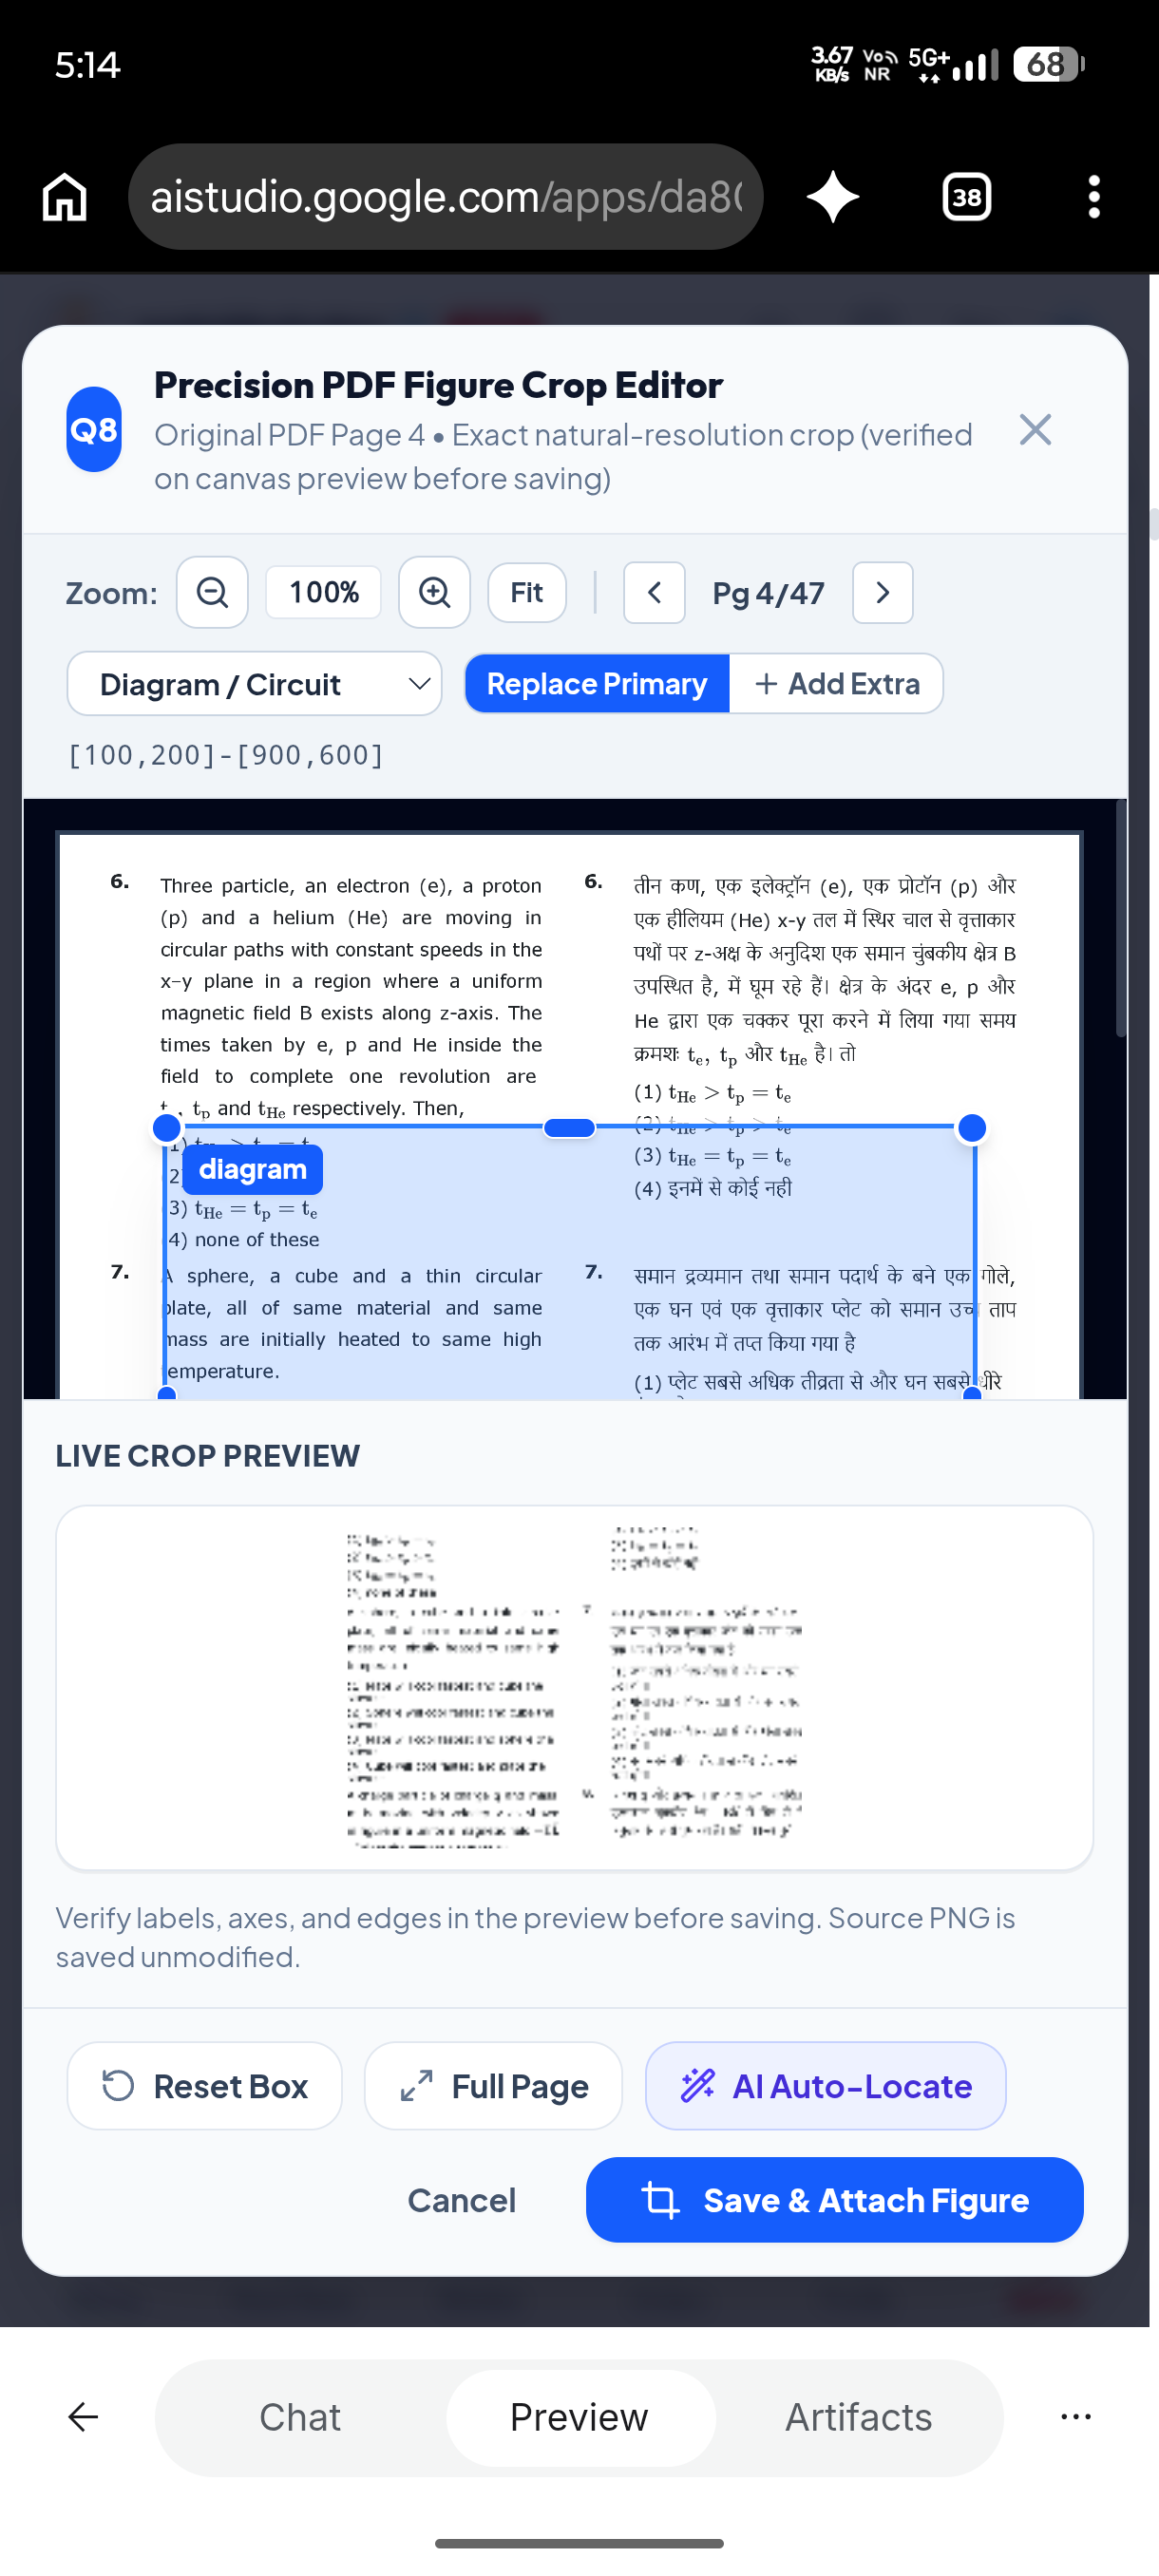 5:14
3.67 KB/s Vo NR 5G+ 68
aistudio.google.com/apps/da8
38
Q8
Precision PDF Figure Crop Editor
Original PDF Page 4 • Exact natural-resolution crop (verified
on canvas preview before saving)
Zoom: 100% Fit Pg 4/47
Diagram / Circuit Replace Primary + Add Extra
[100,200]-[900,600]
6. Three particle, an electron (e), a proton
(p) and a helium (He) are moving in
circular paths with constant speeds in the
x-y plane in a region where a uniform
magnetic field B exists along z-axis. The
times taken by e, p and He inside the
field to complete one revolution are
, tp and tHe respectively. Then,
diagram
3) tHe = tp = te
4) none of these
7. A sphere, a cube and a thin circular
plate, all of same material and same
mass are initially heated to same high
temperature.
6. तीन कण, एक इलेक्ट्रॉन (e), एक प्रोटॉन (p) और
एक हीलियम (He) x-y तल में स्थिर चाल से वृत्ताकार
पथों पर z-अक्ष के अनुदिश एक समान चुंबकीय क्षेत्र B
उपस्थित है, में घूम रहे हैं। क्षेत्र के अंदर e, p और
He द्वारा एक चक्कर पूरा करने में लिया गया समय
क्रमशः te, tp और tHe है। तो
(1) tHe > tp = te
(2) tHe > tp > te
(3) tHe = tp = te
(4) इनमें से कोई नही
7. समान द्रव्यमान तथा समान पदार्थ के बने एक गोले,
एक घन एवं एक वृत्ताकार प्लेट को समान उच्च ताप
तक आरंभ में तप्त किया गया है
(1) प्लेट सबसे अधिक तीव्रता से और घन सबसे धीरे
LIVE CROP PREVIEW
Verify labels, axes, and edges in the preview before saving. Source PNG is
saved unmodified.
Reset Box Full Page AI Auto-Locate
Cancel Save & Attach Figure
Chat Preview Artifacts